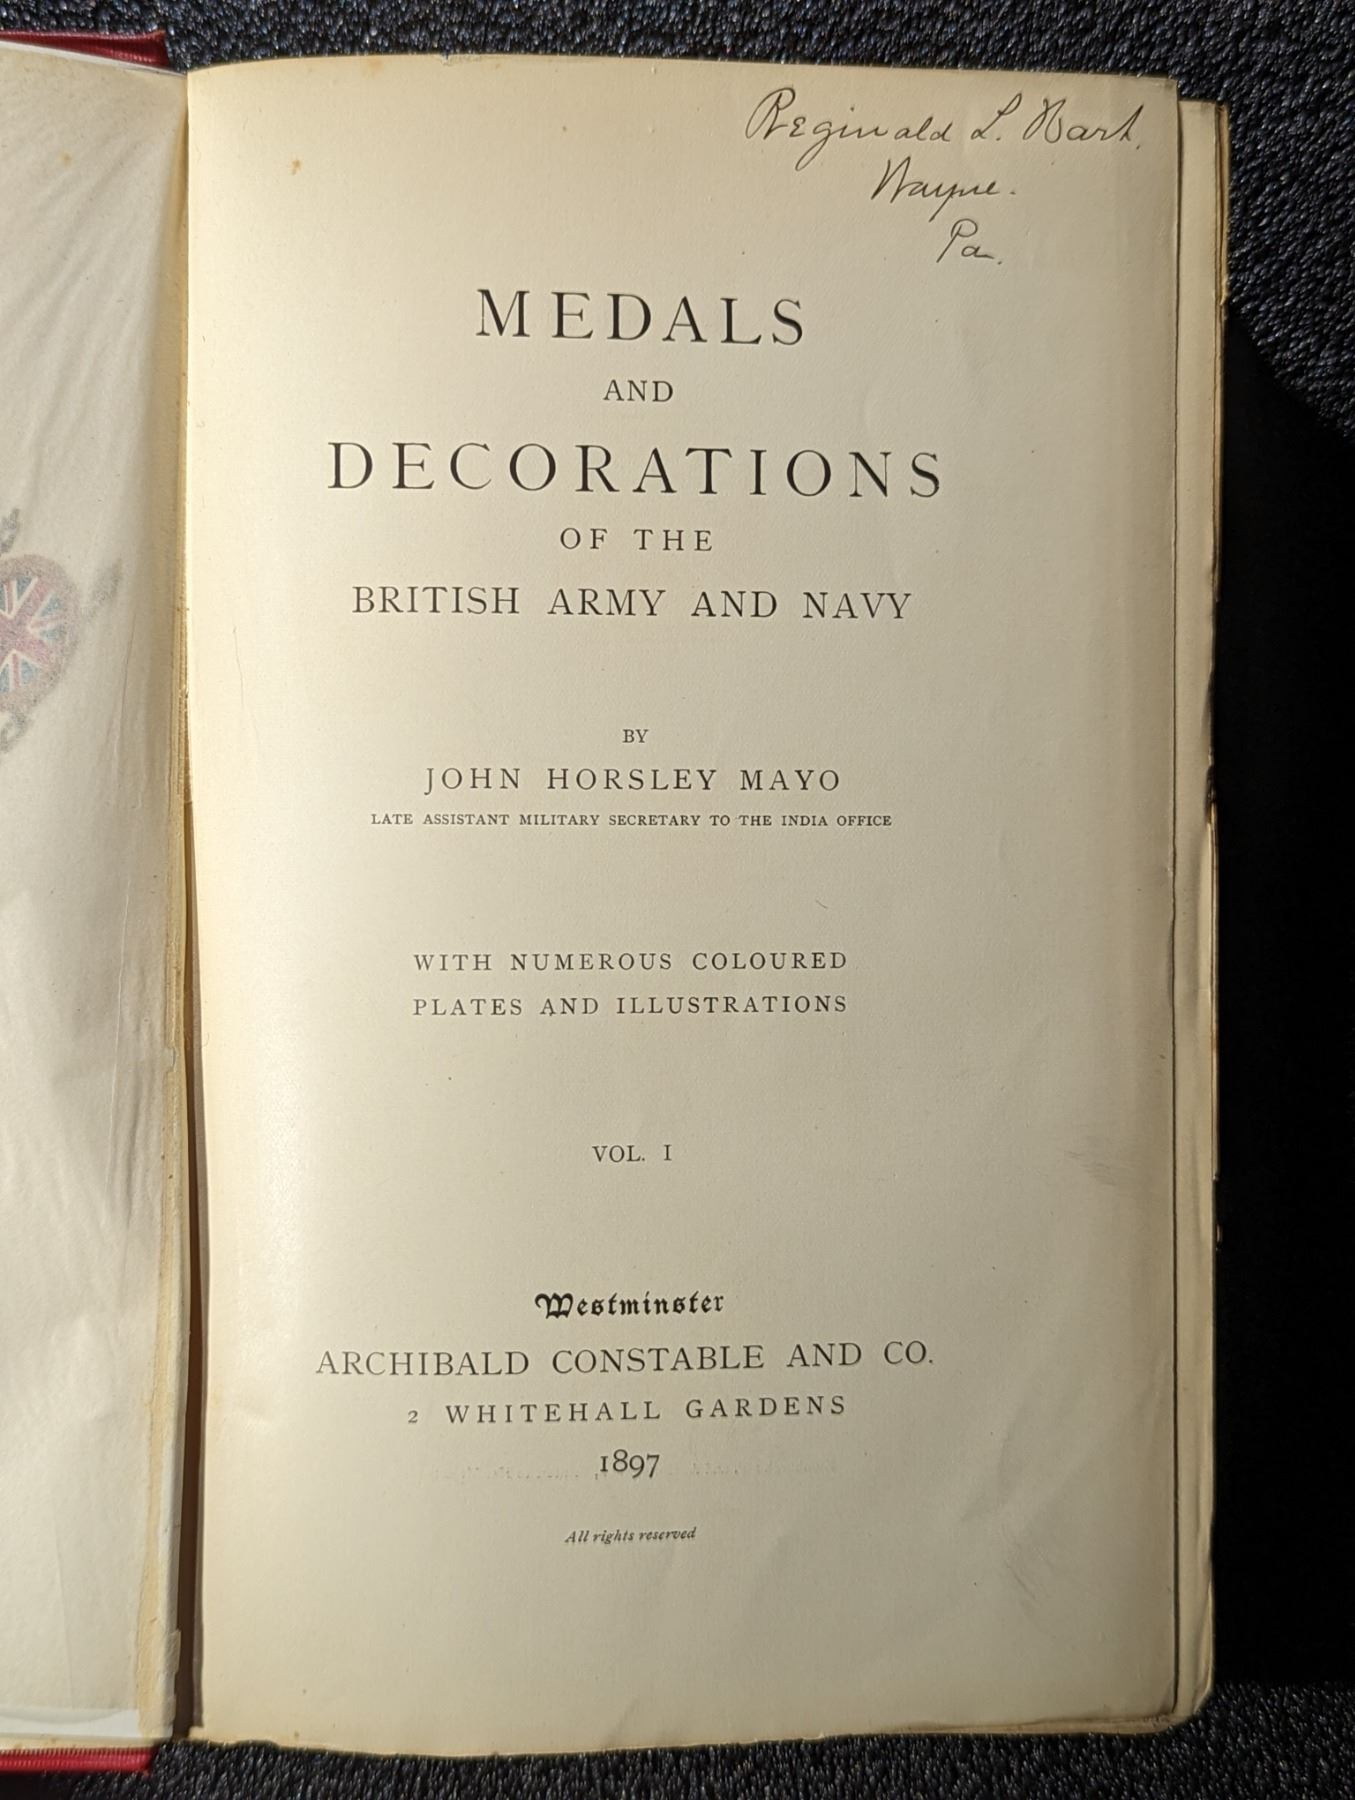 Reginald L. Hart.
Wayne.
Pa.
MEDALS
AND
DECORATIONS
OF THE
BRITISH ARMY AND NAVY
BY
JOHN HORSLEY MAYO
LATE ASSISTANT MILITARY SECRETARY TO THE INDIA OFFICE
WITH NUMEROUS COLOURED
PLATES AND ILLUSTRATIONS
VOL. I
Westminster
ARCHIBALD CONSTABLE AND CO.
2 WHITEHALL GARDENS
1897
All rights reserved